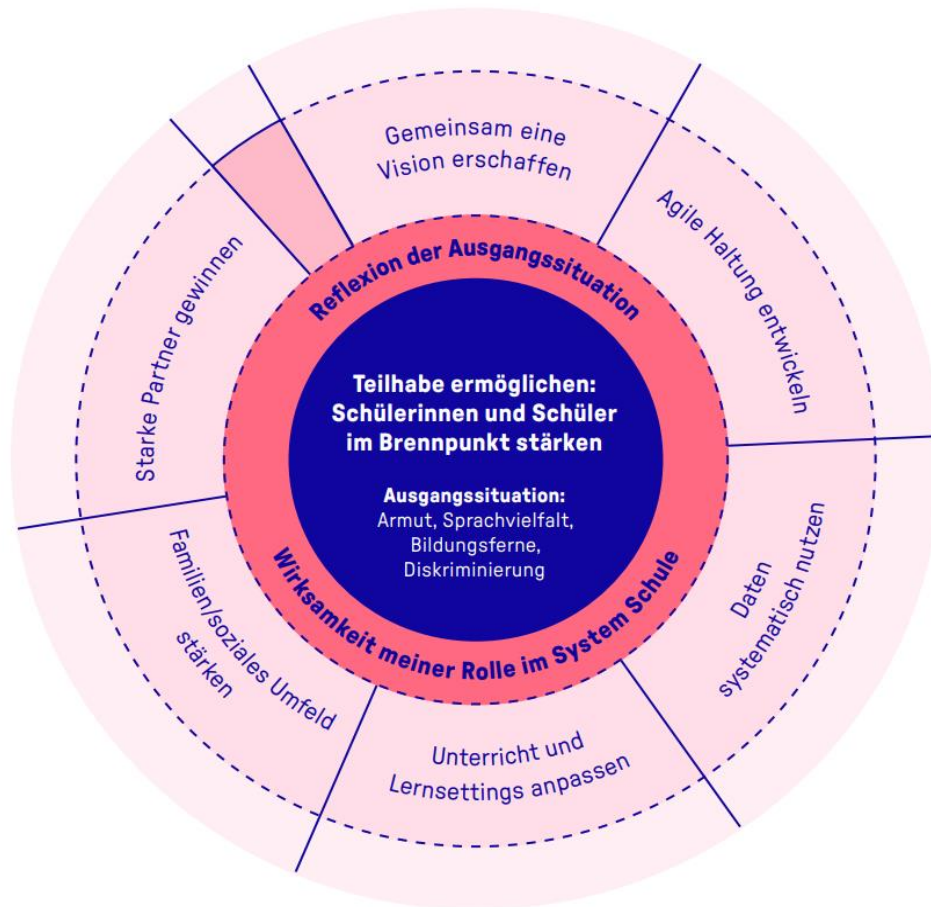 Gemeinsam eine
Vision erschaffen
Agile Haltung entwickeln
Daten
systematisch nutzen
Unterricht und
Lernsettings anpassen
Familien/soziales Umfeld
stärken
Starke Partner gewinnen
Reflexion der Ausgangssituation
Wirksamkeit meiner Rolle im System Schule
Teilhabe ermöglichen:
Schülerinnen und Schüler
im Brennpunkt stärken
Ausgangssituation:
Armut, Sprachvielfalt,
Bildungsferne,
Diskriminierung